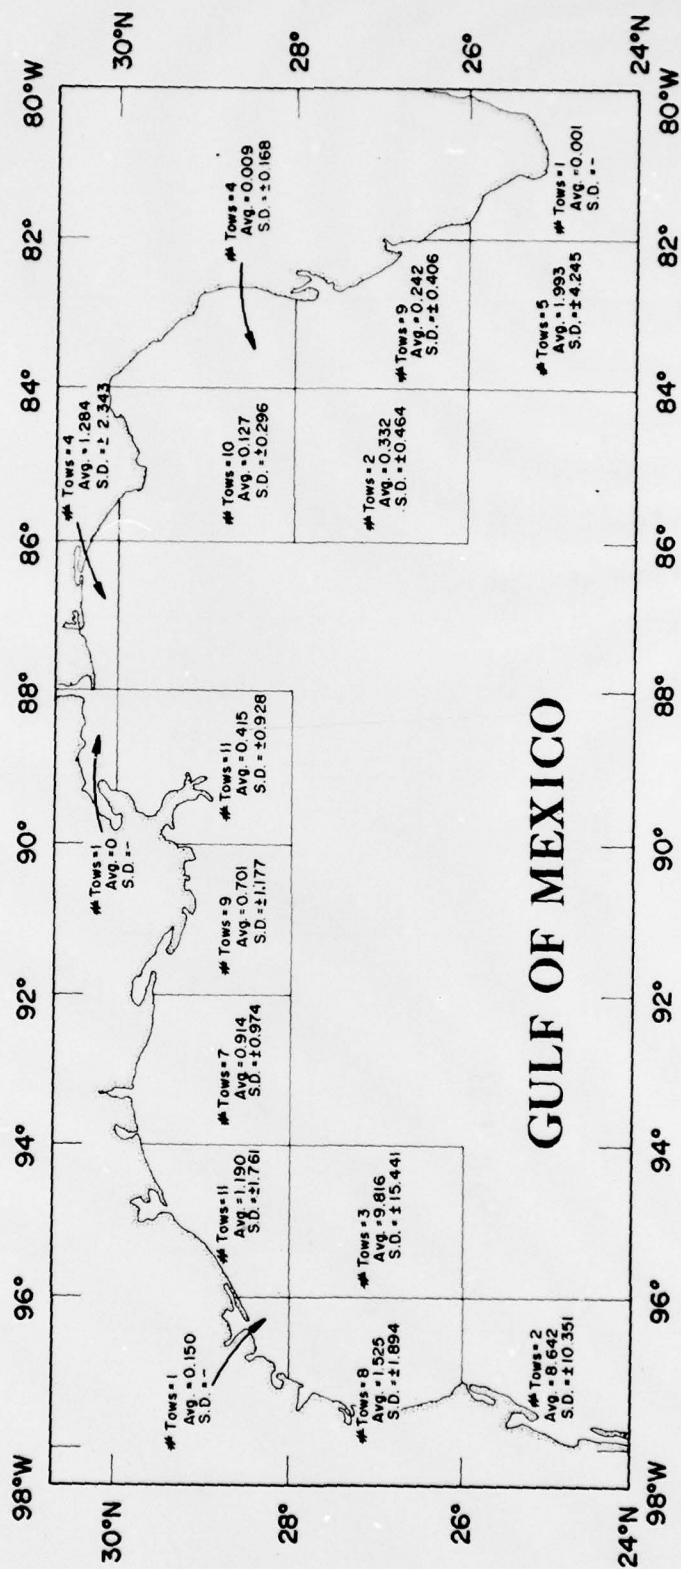 98°W
96°
94°
92°
90°
88°
86°
84°
82°
80°W
30°N
30°N
# Tows = 1
Avg. = 0.150
S.D. = -
# Tows = 11
Avg. = 1.190
S.D. = ±1.761
# Tows = 7
Avg. = 0.914
S.D. = ±0.974
# Tows = 9
Avg. = 0.701
S.D. = ±1.177
# Tows = 1
Avg. = 0
S.D. = -
# Tows = 11
Avg. = 0.415
S.D. = ±0.928
# Tows = 4
Avg. = 1.284
S.D. = ± 2.343
# Tows = 10
Avg. = 0.127
S.D. = ±0.296
# Tows = 4
Avg. = 0.009
S.D. = ±0.168
28°
28°
# Tows = 8
Avg. = 1.525
S.D. = ±1.894
# Tows = 3
Avg. = 9.816
S.D. = ±15.441
# Tows = 2
Avg. = 0.332
S.D. = ±0.464
# Tows = 9
Avg. = 0.242
S.D. = ±0.406
26°
26°
# Tows = 2
Avg. = 8.642
S.D. = ±10.351
GULF OF MEXICO
# Tows = 5
Avg. = 1.993
S.D. = ±4.245
# Tows = 1
Avg. = 0.001
S.D. = -
24°N
24°N
98°W
96°
94°
92°
90°
88°
86°
84°
82°
80°W